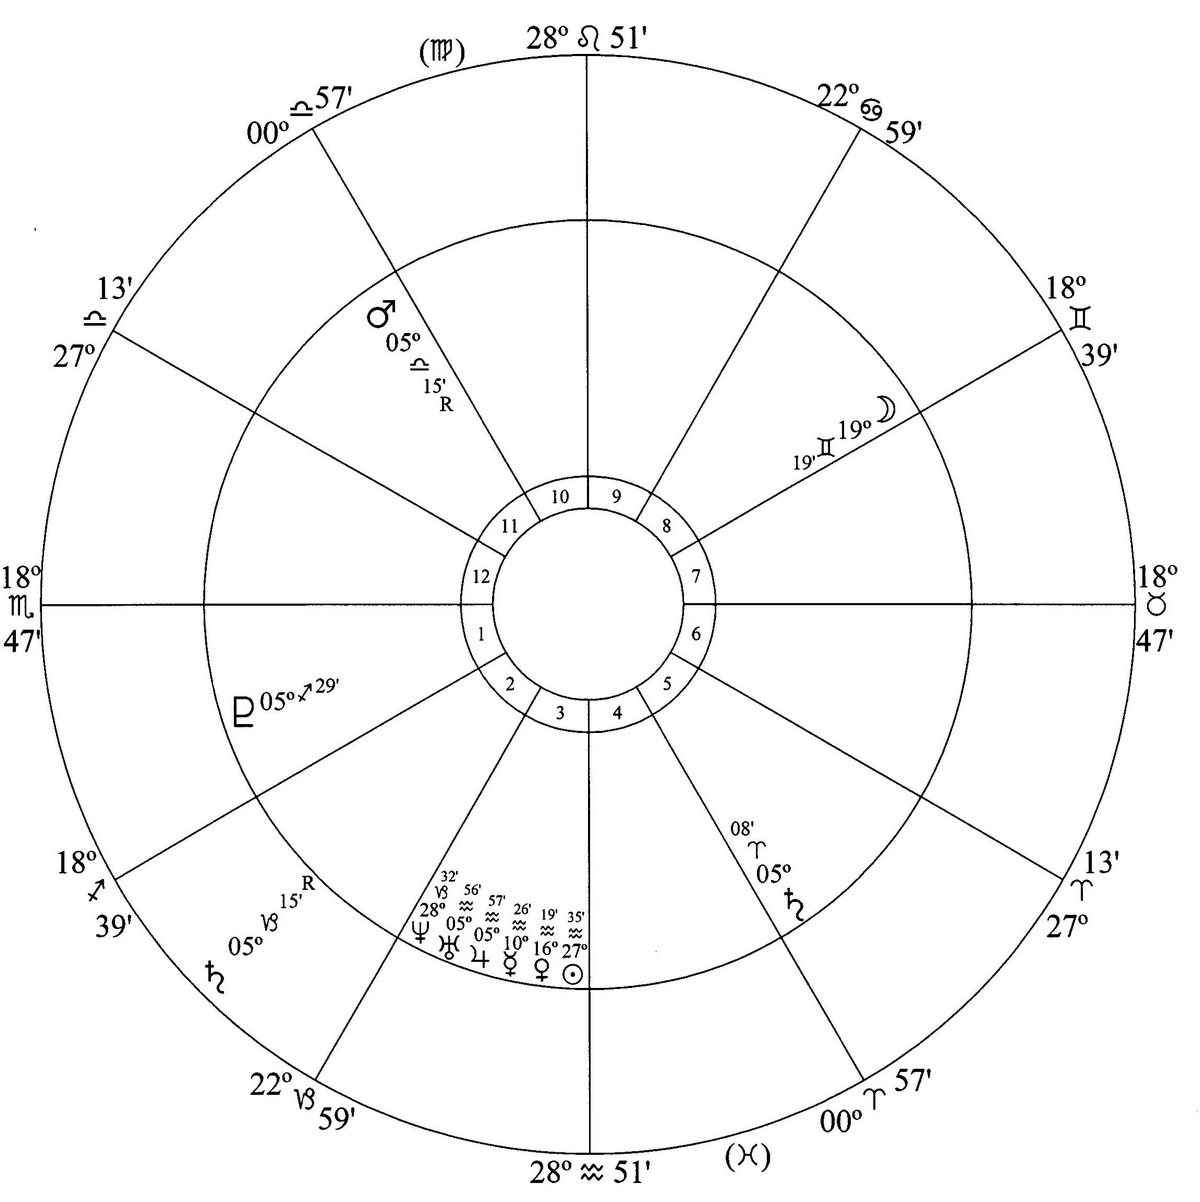 (♍)
28º ♌ 51'
22º ♋ 59'
00º ♎ 57'
13' ♎ 27º
18º ♊ 39'
♂ 05º ♎ 15' R
☽ 19º ♊ 19'
10
9
11
8
12
7
1
6
2
5
3
4
18º ♏ 47'
18º ♉ 47'
♇ 05º ♐ 29'
08' ♈ 05º ♄
18º ♐ 39'
13' ♈ 27º
♄ 05º ♑ 15' R
♆ 28º ♑ 32'
♅ 05º ♒ 56'
♃ 05º ♒ 57'
☿ 10º ♒ 26'
♀ 16º ♒ 19'
☉ 27º ♒ 35'
22º ♑ 59'
00º ♈ 57'
28º ♒ 51'
(♓)